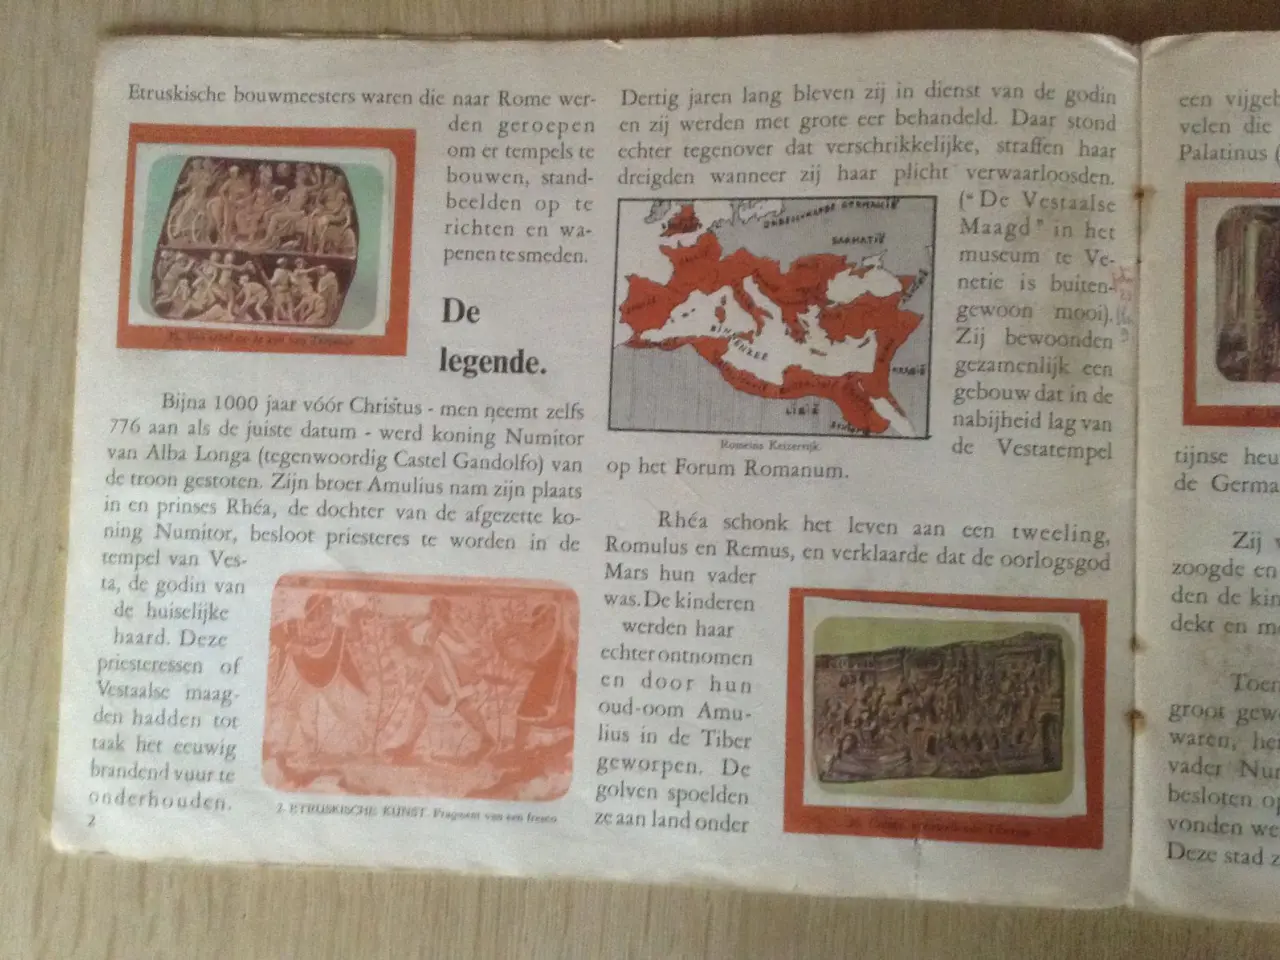 Etruskische bouwmeesters waren die naar Rome wer-
den geroepen
om er tempels te
bouwen, stand-
beelden op te
richten en wa-
penen te smeden.
De
legende.
Bijna 1000 jaar vóór Christus - men neemt zelfs
776 aan als de juiste datum - werd koning Numitor
van Alba Longa (tegenwoordig Castel Gandolfo) van
de troon gestoten. Zijn broer Amulius nam zijn plaats
in en prinses Rhéa, de dochter van de afgezette ko-
ning Numitor, besloot priesteres te worden in de
tempel van Ves-
ta, de godin van
de huiselijke
haard. Deze
priesteressen of
Vestaalse maag-
den hadden tot
taak het eeuwig
brandend vuur te
onderhouden.
2
2. ETRUSKISCHE KUNST. Fragment van een fresco
Dertig jaren lang bleven zij in dienst van de godin
en zij werden met grote eer behandeld. Daar stond
echter tegenover dat verschrikkelijke, straffen haar
dreigden wanneer zij haar plicht verwaarloosden.
("De Vestaalse
Maagd" in het
museum te Ve-
netie is buiten-
gewoon mooi).
Zij bewoonden
gezamenlijk een
gebouw dat in de
nabijheid lag van
de Vestatempel
op het Forum Romanum.
SARMATIË
BINNENZEE
ARABIË
LIBIË
Romeins Keizerrijk.
Rhéa schonk het leven aan een tweeling,
Romulus en Remus, en verklaarde dat de oorlogsgod
Mars hun vader
was. De kinderen
werden haar
echter ontnomen
en door hun
oud-oom Amu-
lius in de Tiber
geworpen. De
golven spoelden
ze aan land onder
een vijgeb
velen die
Palatinus (
tijnse heu
de Germa
Zij v
zoogde en
den de kin
dekt en me
Toen
groot gew
waren, her
vader Nur
besloten op
vonden we
Deze stad z